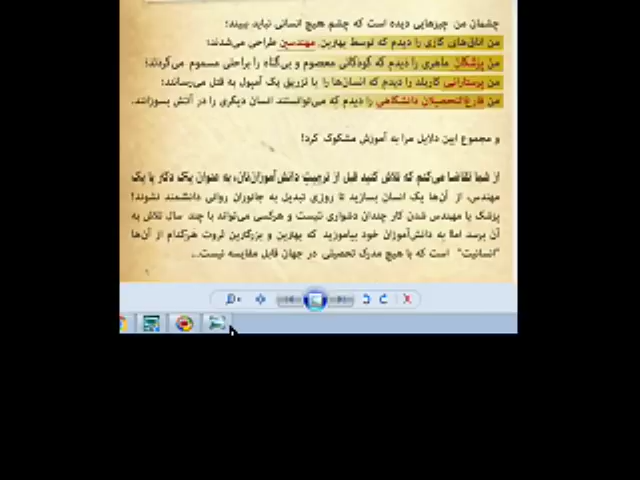 چشمان من چیزهایی دیده است که چشم هیچ انسانی نباید ببیند؛
من اتاق‌های گازی را دیدم که توسط بهترین مهندسین طراحی می‌شدند؛
من پزشکان ماهری را دیدم که کودکانی معصوم و بی‌گناه را براحتی مسموم می‌کردند؛
من پرستارانی کاربلد را دیدم که انسان‌ها را با تزریق یک آمپول به قتل می‌رسانند؛
من فارغ‌التحصیلان دانشگاهی را دیدم که می‌توانستند انسان دیگری را در آتش بسوزانند.
و مجموع این دلایل مرا به آموزش مشکوک کرد!
از شما تقاضا می‌کنم که تلاش کنید قبل از تربیت دانش‌آموزان‌تان، به عنوان یک دکتر یا یک
مهندس، از آن‌ها یک انسان بسازید تا روزی تبدیل به جانوران روانی دانشمند نشوند!
پزشک یا مهندس شدن کار چندان دشواری نیست و هرکسی می‌تواند با چند سال تلاش به
آن برسد اما به دانش‌آموزان خود بیاموزید که بهترین و بزرگترین ثروت هرکدام از آن‌ها
"انسانیت" است که با هیچ مدرک تحصیلی در جهان قابل مقایسه نیست...